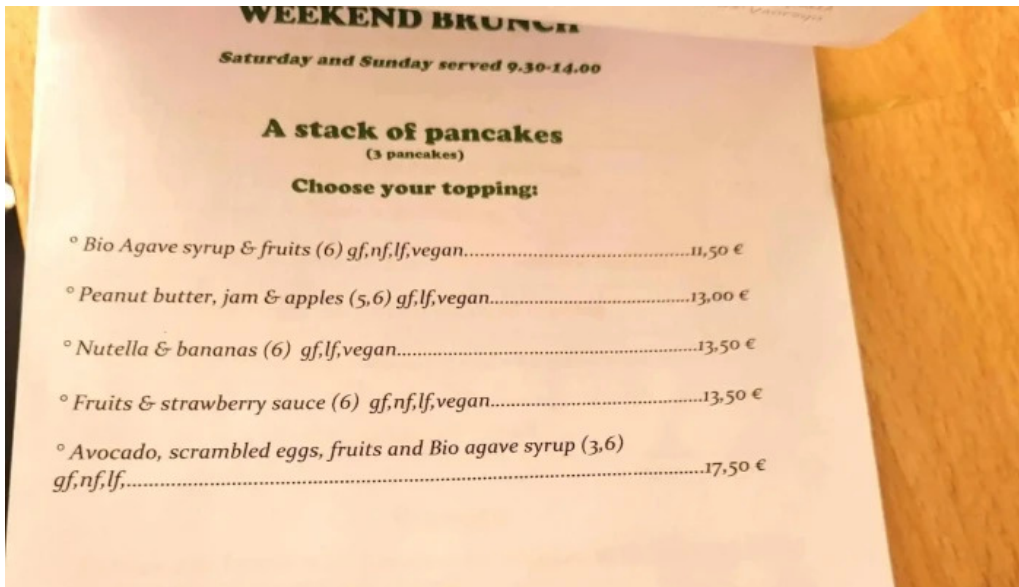 WEEKEND BRUNCH
Saturday and Sunday served 9.30-14.00
A stack of pancakes
(3 pancakes)
Choose your topping:
° Bio Agave syrup & fruits (6) gf,nf,lf,vegan..........................................11,50 €
° Peanut butter, jam & apples (5,6) gf,lf,vegan.....................................13,00 €
° Nutella & bananas (6) gf,lf,vegan........................................................13,50 €
° Fruits & strawberry sauce (6) gf,nf,lf,vegan.......................................13,50 €
° Avocado, scrambled eggs, fruits and Bio agave syrup (3,6)
gf,nf,lf,.........................................................................................................17,50 €